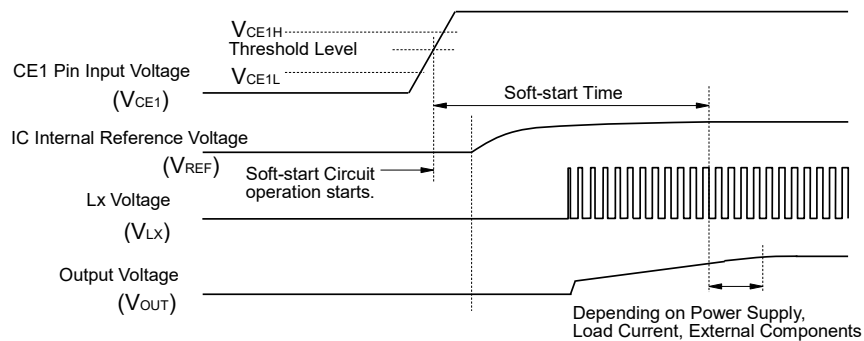 VCE1H
Threshold Level
VCE1L
CE1 Pin Input Voltage
(VCE1)
Soft-start Time
IC Internal Reference Voltage
(VREF)
Soft-start Circuit
operation starts.
Lx Voltage
(VLX)
Output Voltage
(VOUT)
Depending on Power Supply,
Load Current, External Components